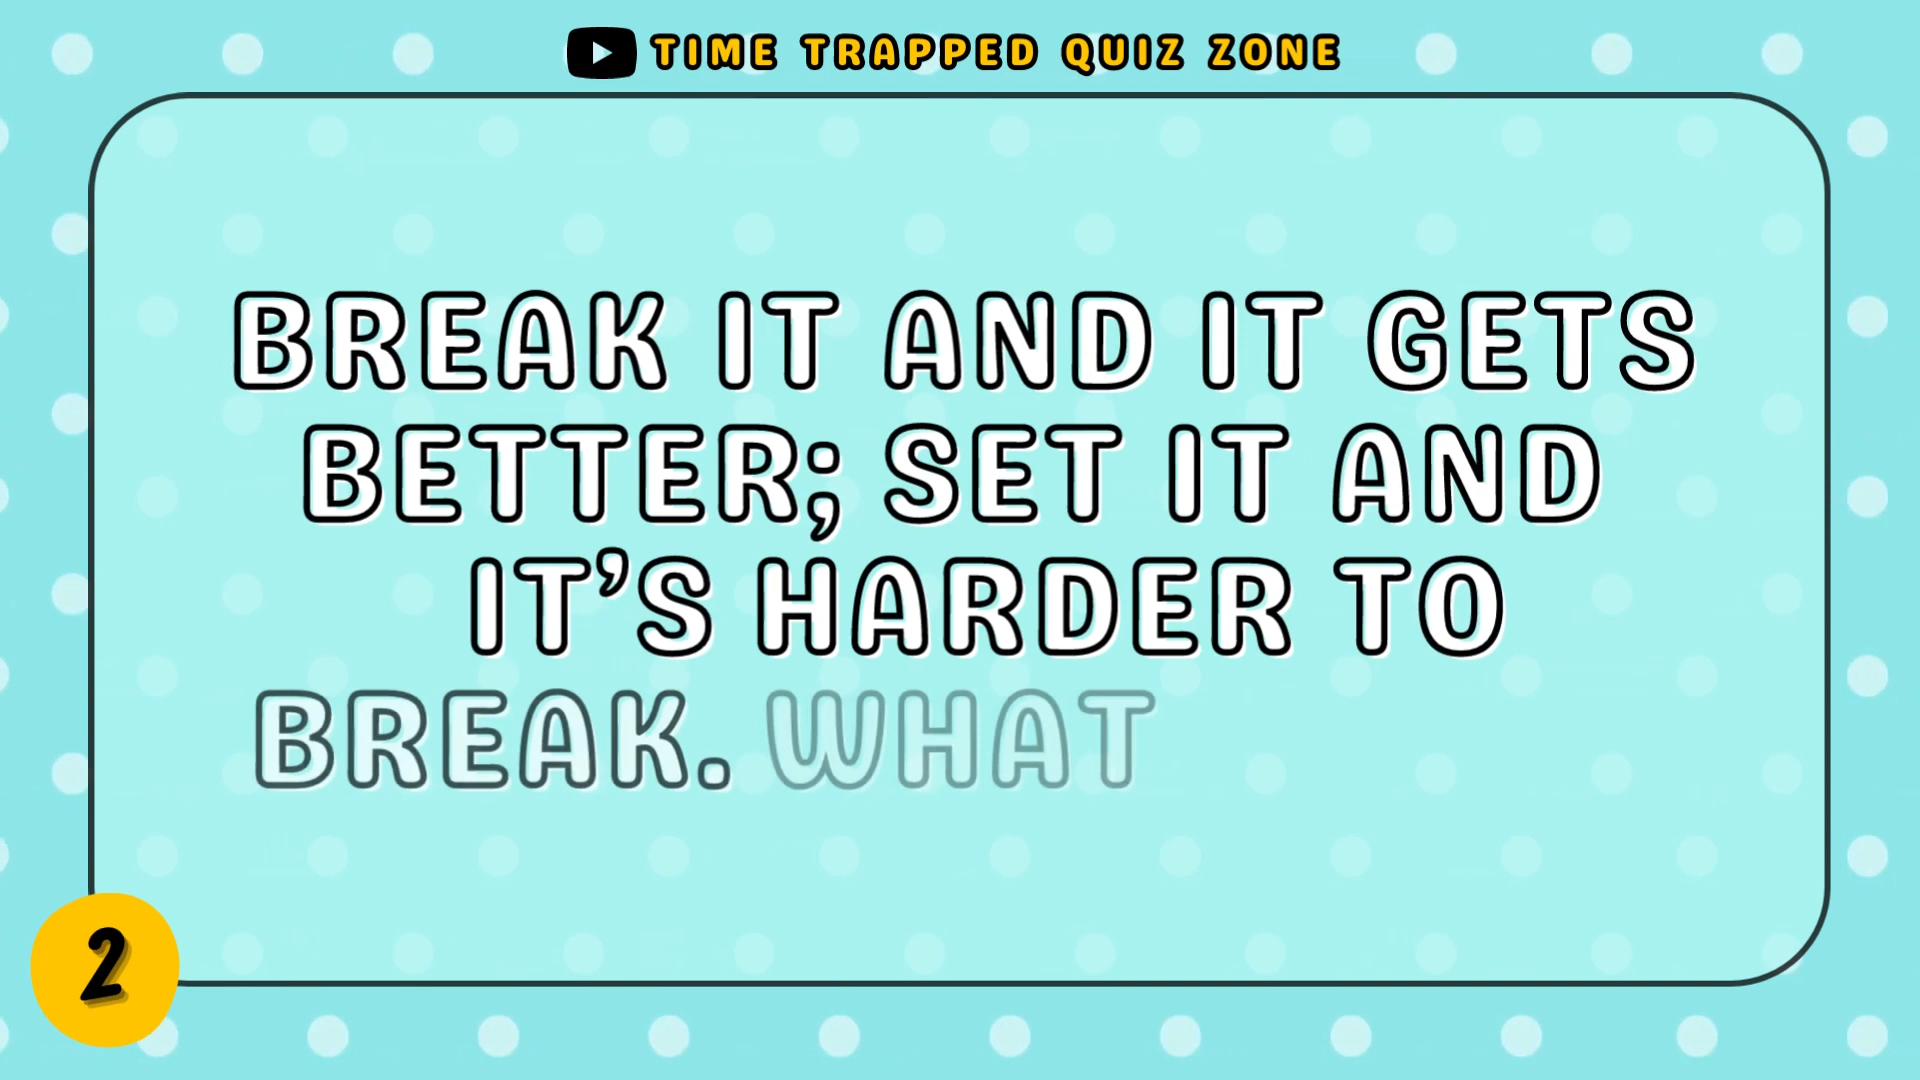 TIME TRAPPED QUIZ ZONE
BREAK IT AND IT GETS
BETTER; SET IT AND
IT’S HARDER TO
BREAK. WHAT
2